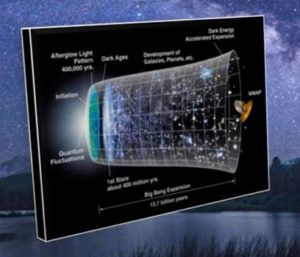 Afterglow Light
Pattern
400,000 yrs.
Dark Ages
Development of
Galaxies, Planets, etc.
Dark Energy
Accelerated Expansion
Inflation
WMAP
Quantum
Fluctuations
1st Stars
about 400 million yrs.
Big Bang Expansion
13.7 billion years